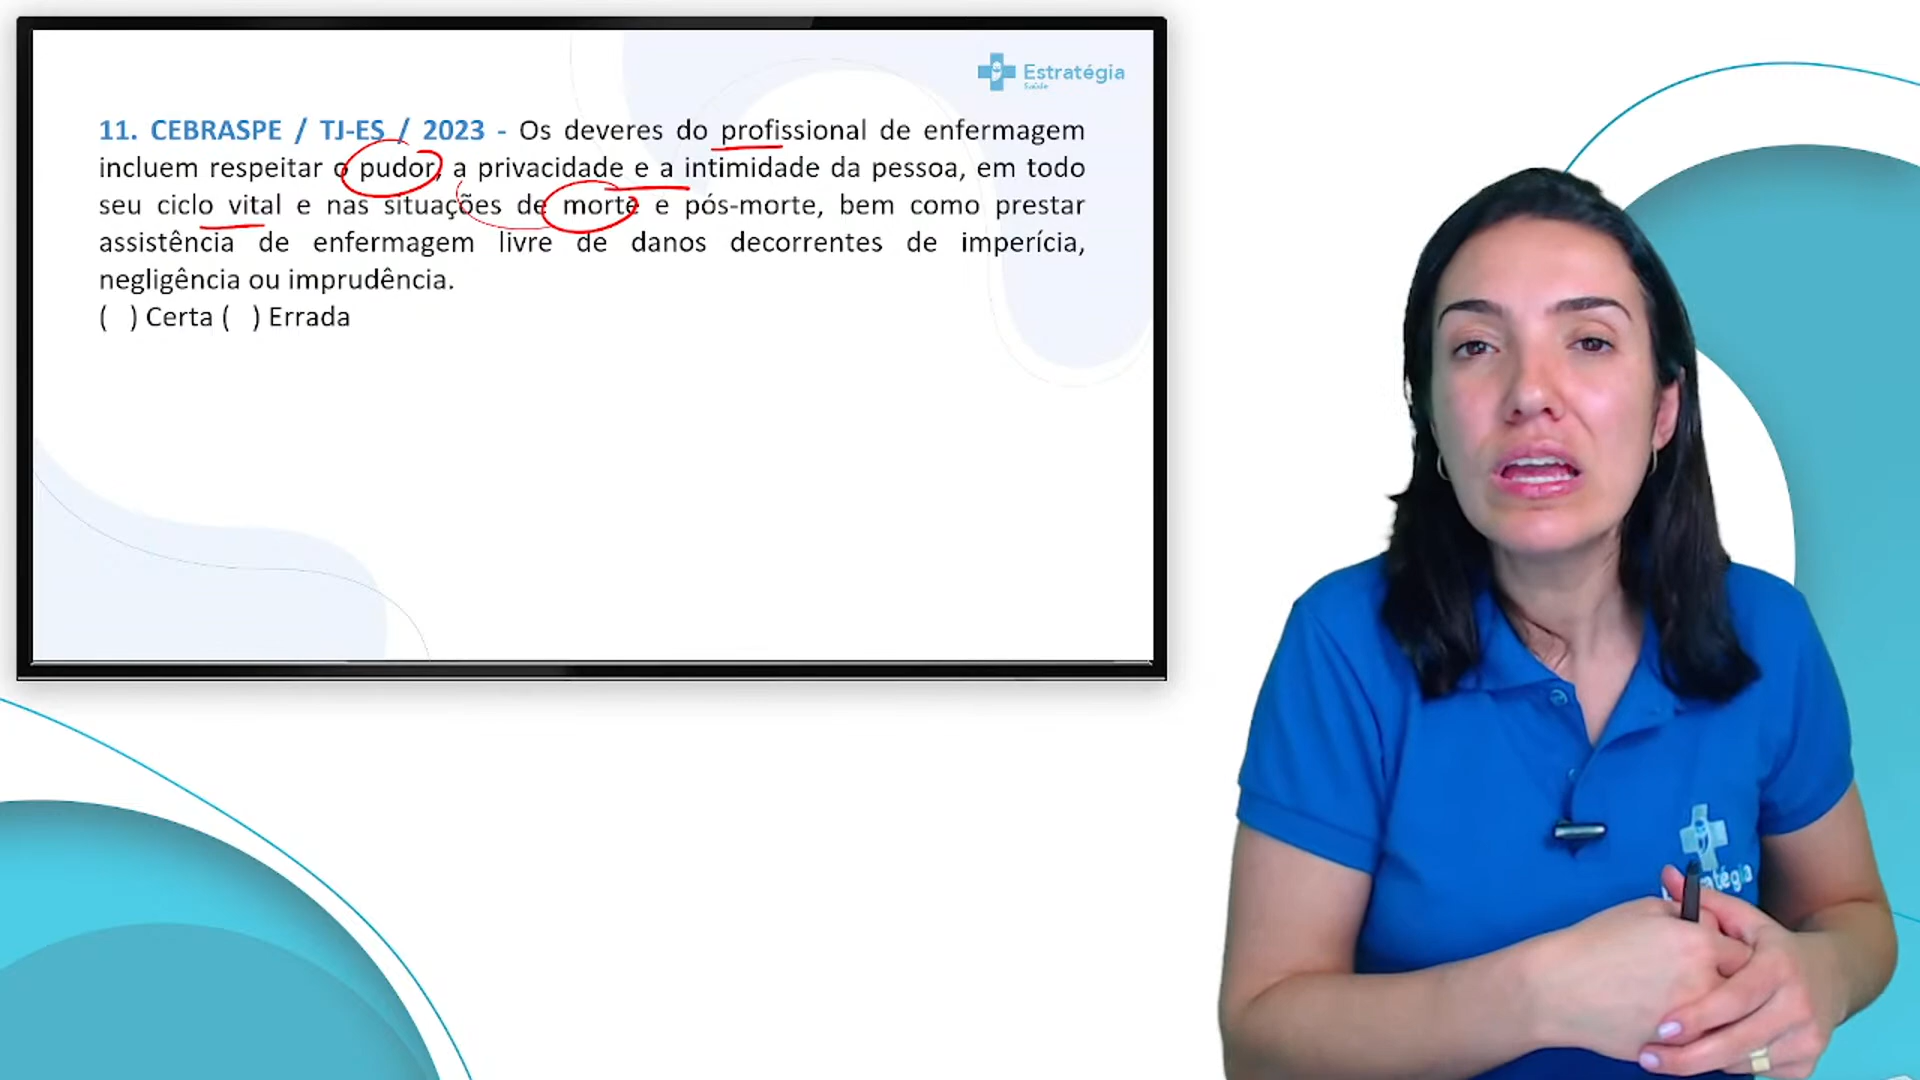 Estratégia
Saúde
11. CEBRASPE / TJ-ES / 2023 - Os deveres do profissional de enfermagem
incluem respeitar o pudor, a privacidade e a intimidade da pessoa, em todo
seu ciclo vital e nas situações de morte e pós-morte, bem como prestar
assistência de enfermagem livre de danos decorrentes de imperícia,
negligência ou imprudência.
( ) Certa ( ) Errada